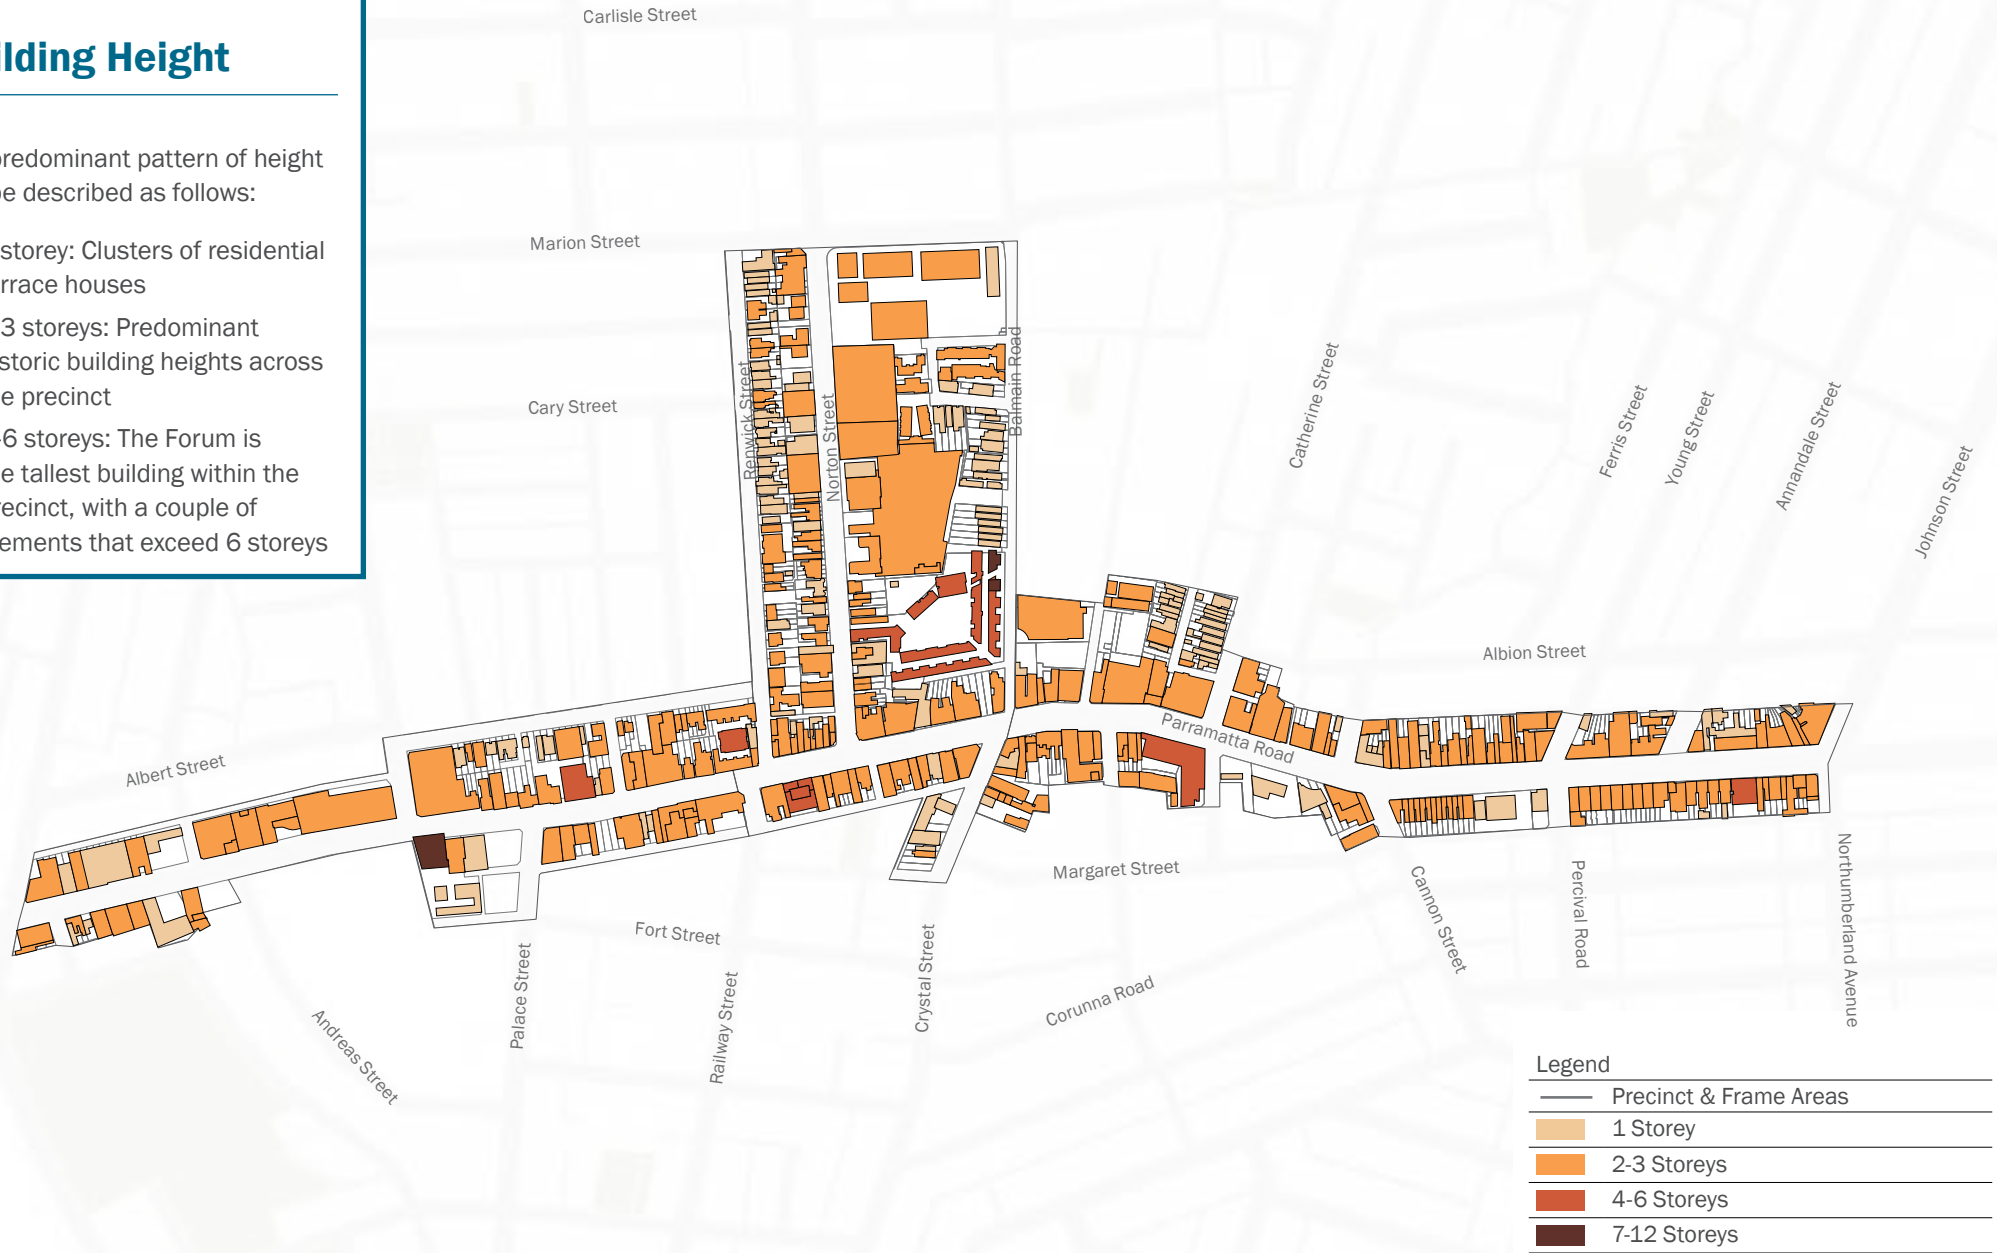 ilding Height
predominant pattern of height
be described as follows:
storey: Clusters of residential
rrace houses
3 storeys: Predominant
storic building heights across
e precinct
-6 storeys: The Forum is
e tallest building within the
recinct, with a couple of
ements that exceed 6 storeys
Carlisle Street
Marion Street
Cary Street
Renwick Street
Norton Street
Balmain Road
Catherine Street
Ferris Street
Young Street
Annandale Street
Johnson Street
Albion Street
Parramatta Road
Albert Street
Margaret Street
Fort Street
Andreas Street
Palace Street
Railway Street
Crystal Street
Corunna Road
Cannon Street
Percival Road
Northumberland Avenue
Legend
Precinct & Frame Areas
1 Storey
2-3 Storeys
4-6 Storeys
7-12 Storeys